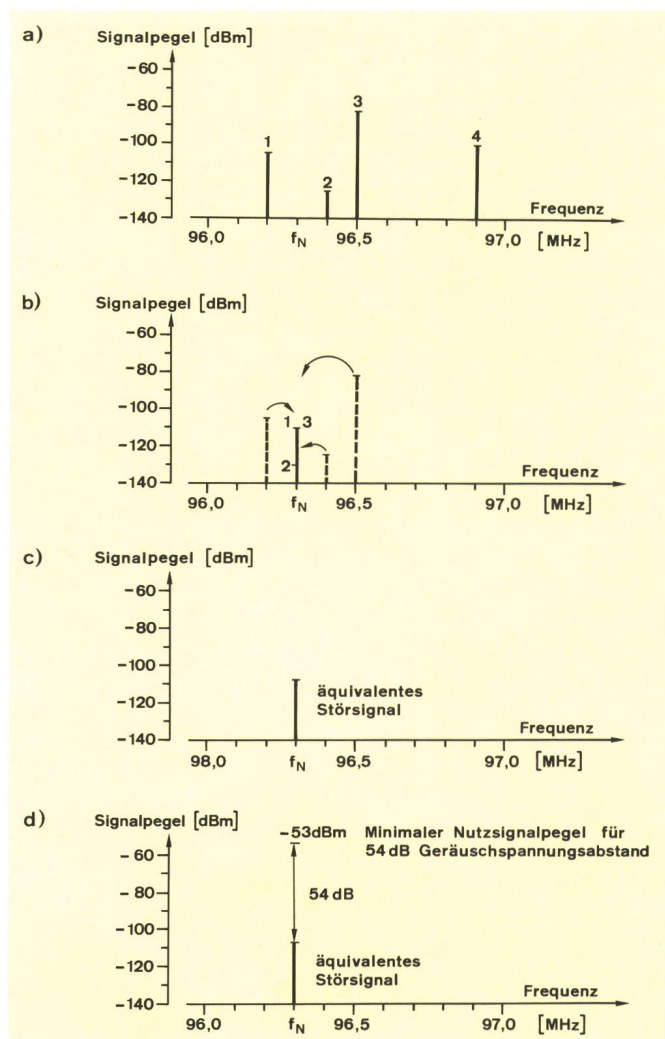 a)
Signalpegel [dBm]
-60
-80
-100
-120
-140
1
2
3
4
Frequenz
96,0
fN
96,5
97,0
[MHz]
b)
Signalpegel [dBm]
-60
-80
-100
-120
-140
1 3
2
Frequenz
96,0
fN
96,5
97,0
[MHz]
c)
Signalpegel [dBm]
-60
-80
-100
-120
-140
äquivalentes
Störsignal
Frequenz
98,0
fN
96,5
97,0
[MHz]
d)
Signalpegel [dBm]
-53dBm Minimaler Nutzsignalpegel für
54 dB Geräuschspannungsabstand
-60
-80
-100
-120
-140
54 dB
äquivalentes
Störsignal
Frequenz
96,0
fN
96,5
97,0
[MHz]